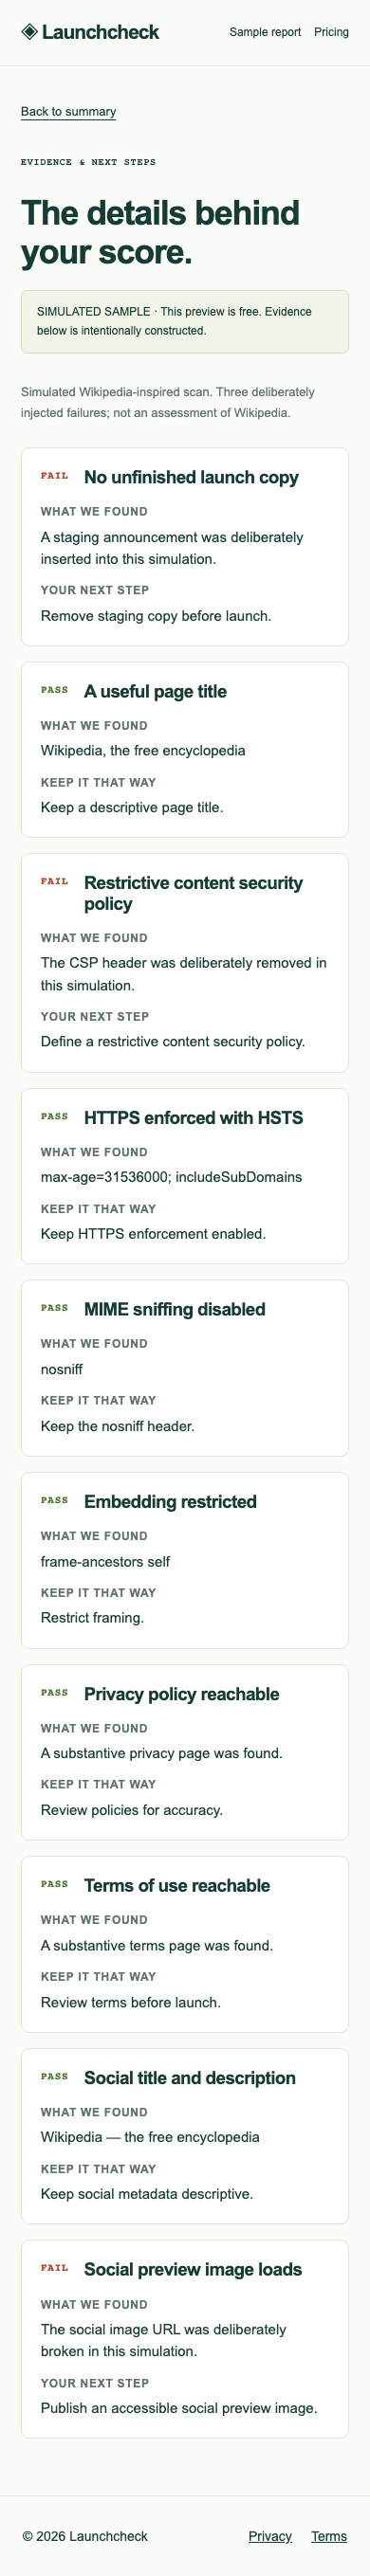 Launchcheck
Sample report
Pricing
Back to summary
EVIDENCE & NEXT STEPS
The details behind
your score.
SIMULATED SAMPLE · This preview is free. Evidence
below is intentionally constructed.
Simulated Wikipedia-inspired scan. Three deliberately
injected failures; not an assessment of Wikipedia.
FAIL No unfinished launch copy
WHAT WE FOUND
A staging announcement was deliberately
inserted into this simulation.
YOUR NEXT STEP
Remove staging copy before launch.
PASS A useful page title
WHAT WE FOUND
Wikipedia, the free encyclopedia
KEEP IT THAT WAY
Keep a descriptive page title.
FAIL Restrictive content security
policy
WHAT WE FOUND
The CSP header was deliberately removed in
this simulation.
YOUR NEXT STEP
Define a restrictive content security policy.
PASS HTTPS enforced with HSTS
WHAT WE FOUND
max-age=31536000; includeSubDomains
KEEP IT THAT WAY
Keep HTTPS enforcement enabled.
PASS MIME sniffing disabled
WHAT WE FOUND
nosniff
KEEP IT THAT WAY
Keep the nosniff header.
PASS Embedding restricted
WHAT WE FOUND
frame-ancestors self
KEEP IT THAT WAY
Restrict framing.
PASS Privacy policy reachable
WHAT WE FOUND
A substantive privacy page was found.
KEEP IT THAT WAY
Review policies for accuracy.
PASS Terms of use reachable
WHAT WE FOUND
A substantive terms page was found.
KEEP IT THAT WAY
Review terms before launch.
PASS Social title and description
WHAT WE FOUND
Wikipedia — the free encyclopedia
KEEP IT THAT WAY
Keep social metadata descriptive.
FAIL Social preview image loads
WHAT WE FOUND
The social image URL was deliberately
broken in this simulation.
YOUR NEXT STEP
Publish an accessible social preview image.
© 2026 Launchcheck
Privacy
Terms